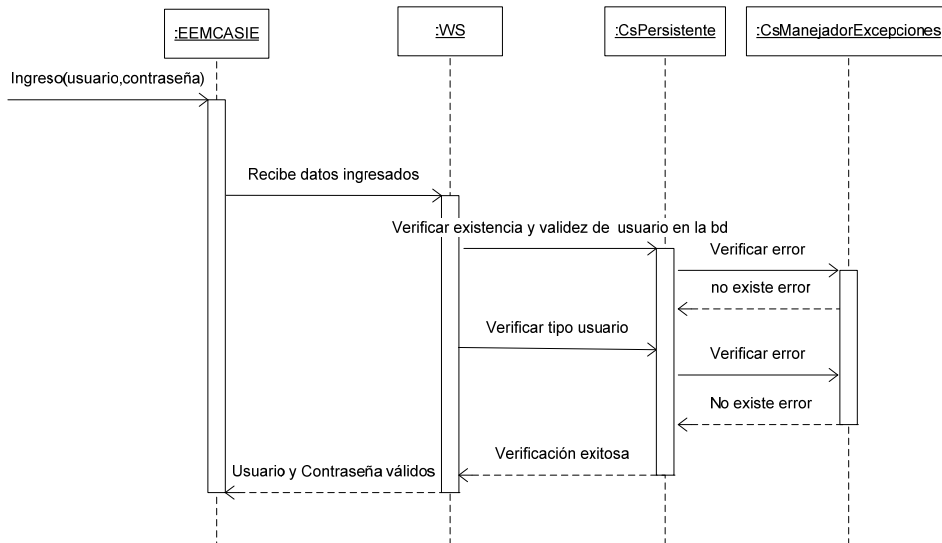 :EEMCASIE
:WS
:CsPersistente
:CsManejadorExcepciones
Ingreso(usuario,contraseña)
Recibe datos ingresados
Verificar existencia y validez de usuario en la bd
Verificar error
no existe error
Verificar tipo usuario
Verificar error
No existe error
Verificación exitosa
Usuario y Contraseña válidos